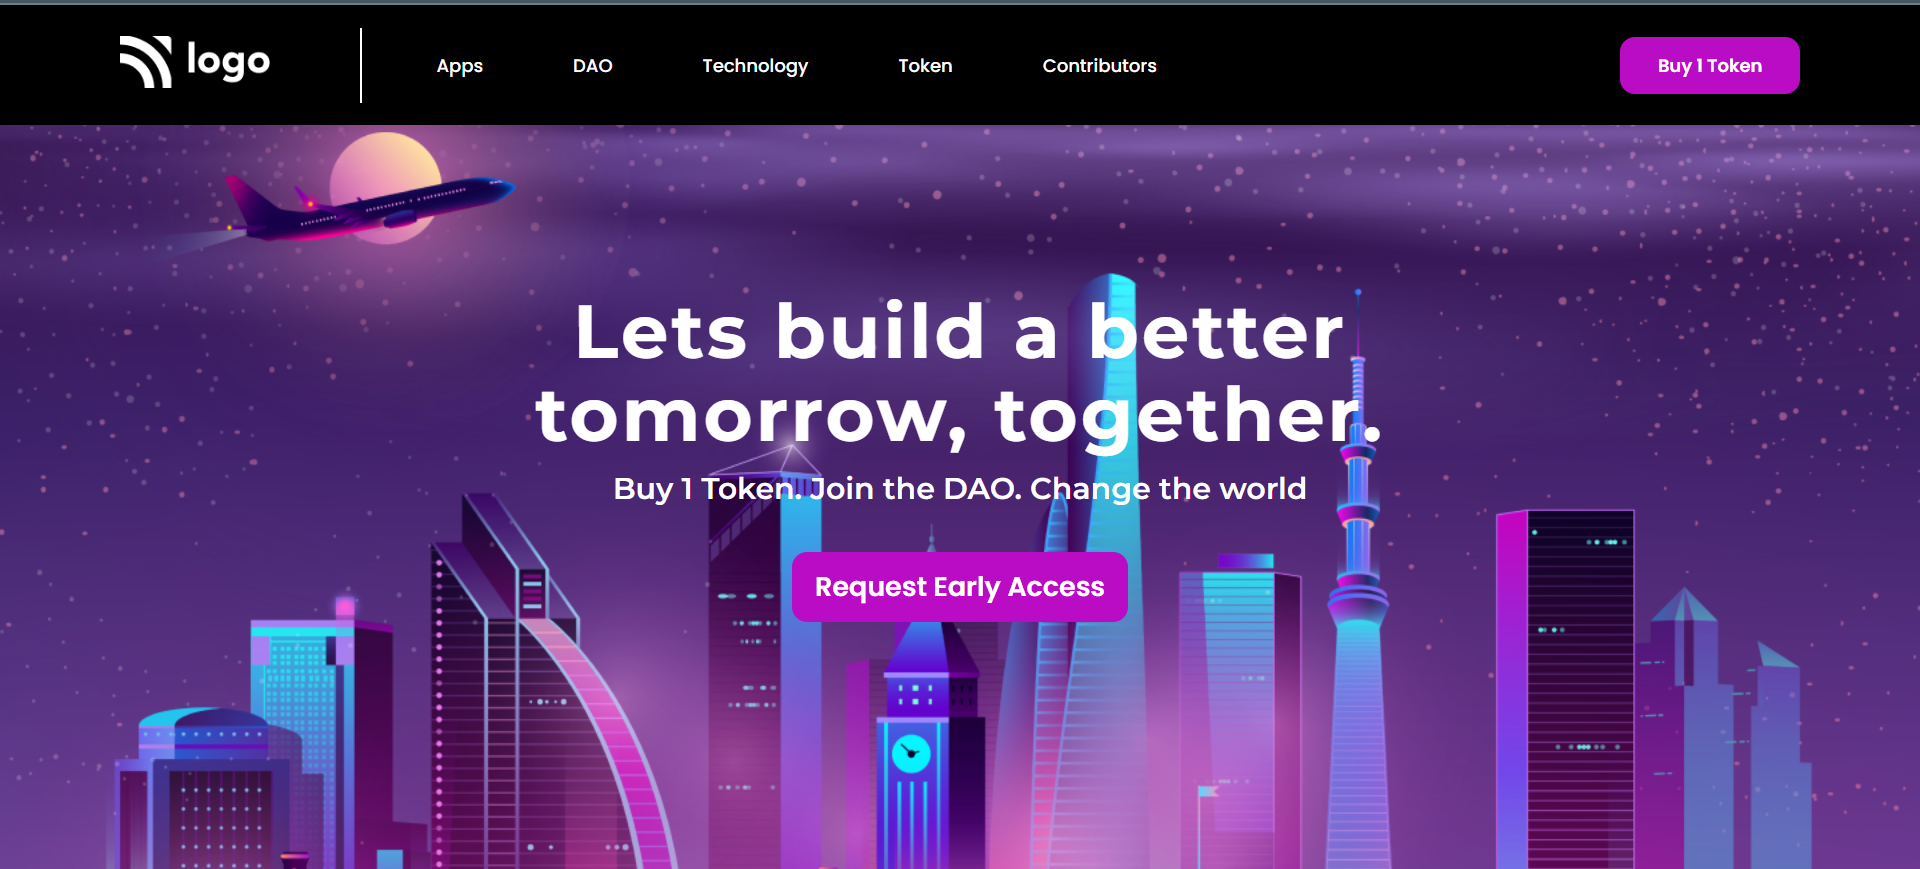 logo
Apps
DAO
Technology
Token
Contributors
Buy 1 Token
Lets build a better
tomorrow, together.
Buy 1 Token. Join the DAO. Change the world
Request Early Access